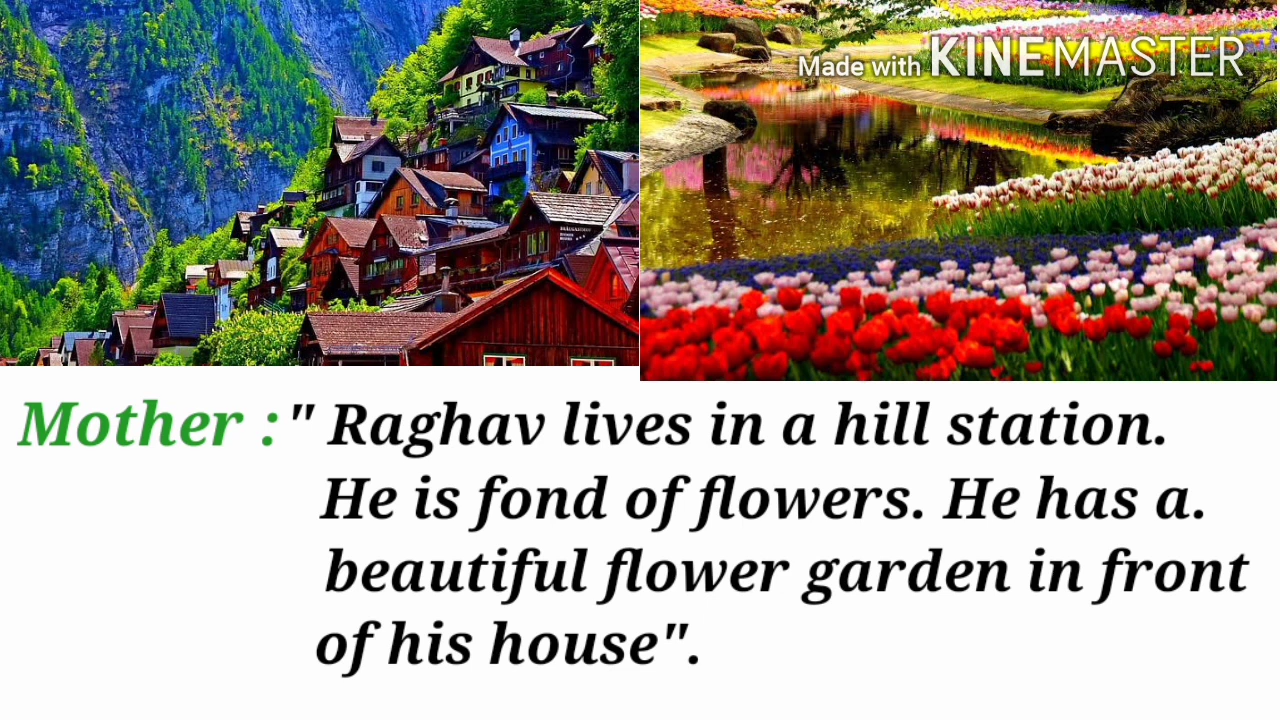 Made with KINEMASTER
Mother : " Raghav lives in a hill station.
He is fond of flowers. He has a.
beautiful flower garden in front
of his house".